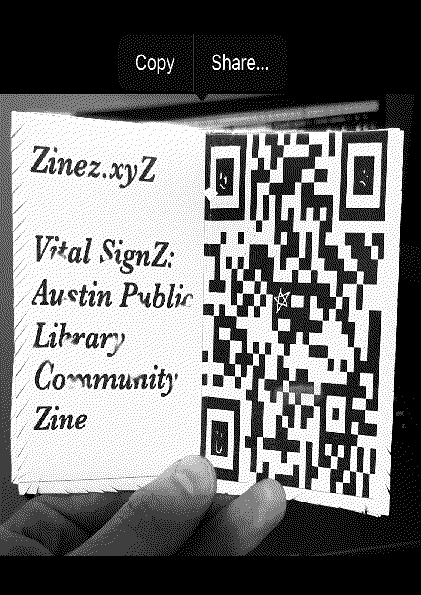 Copy
Share...
Zinez.xyZ
Vital SignZ:
Austin Public
Library
Community
Zine